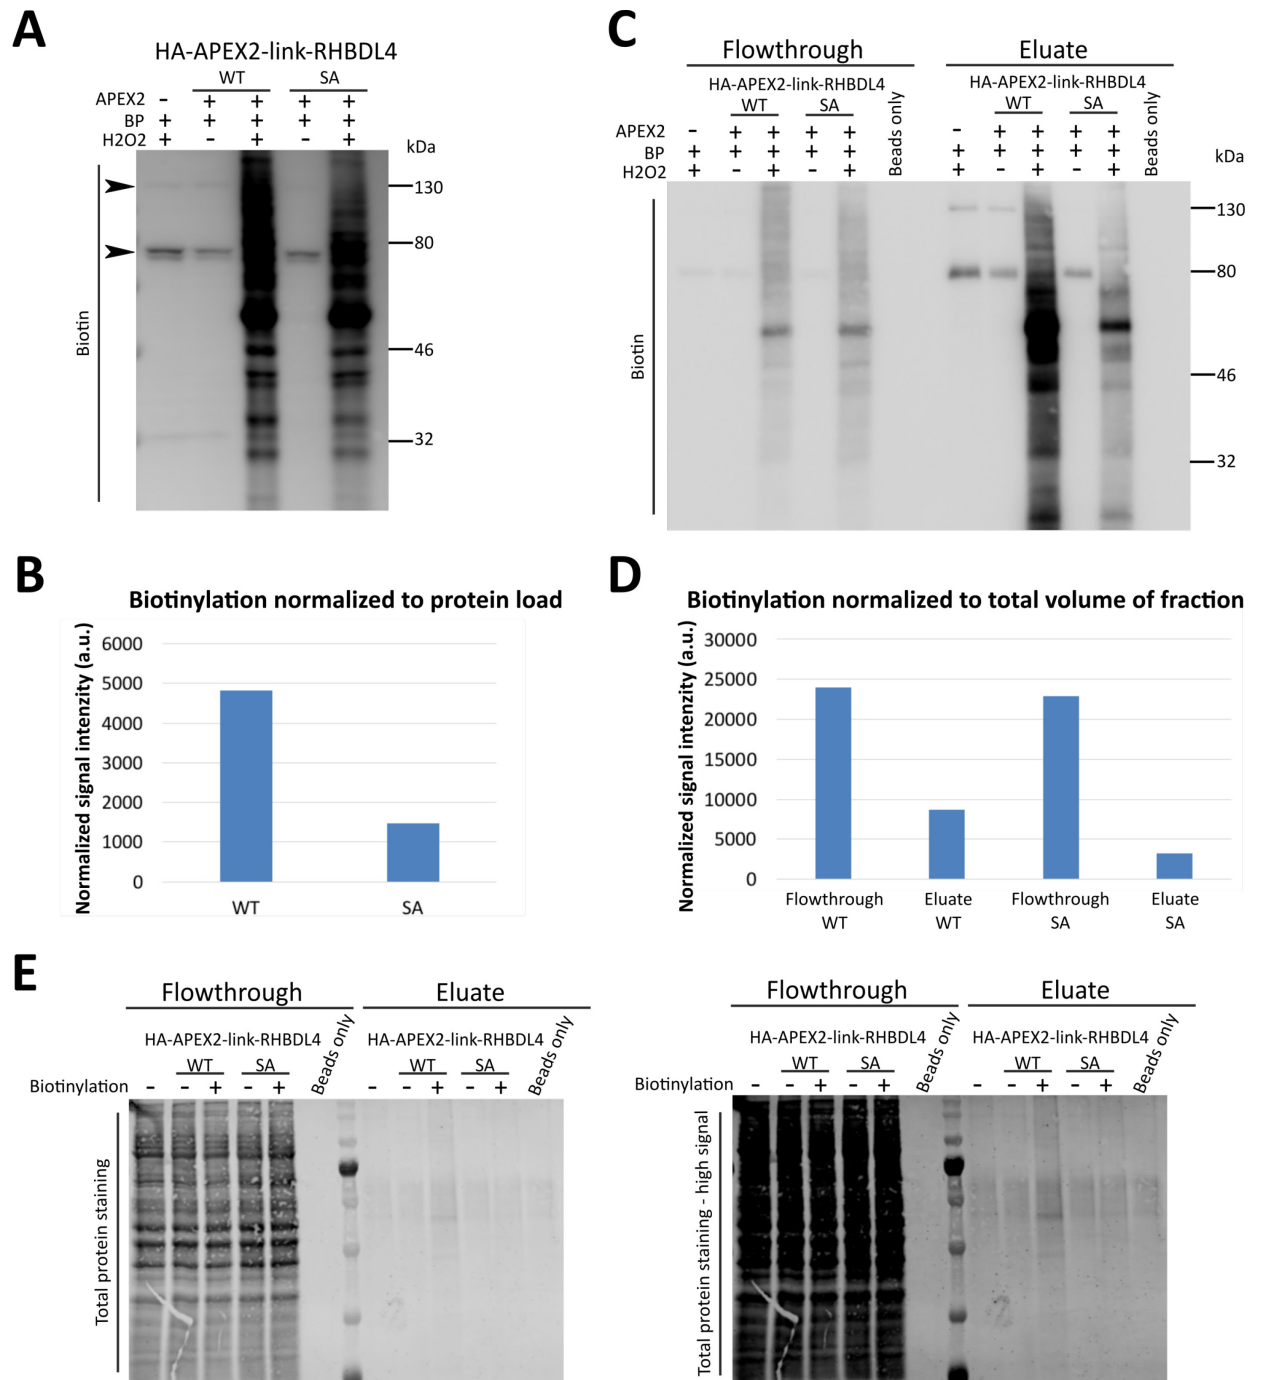 A
HA-APEX2-link-RHBDL4
WT SA
APEX2 - + + + +
BP + + + + +
H2O2 + - + - +
kDa
130
80
46
32
Biotin
C
Flowthrough Eluate
HA-APEX2-link-RHBDL4 HA-APEX2-link-RHBDL4
WT SA Beads only WT SA Beads only
APEX2 - + + + + - + + + +
BP + + + + + + + + + +
H2O2 + - + - + + - + - +
kDa
130
80
46
32
Biotin
B
Biotinylation normalized to protein load
Normalized signal intenzity (a.u.)
6000
5000
4000
3000
2000
1000
0
WT SA
D
Biotinylation normalized to total volume of fraction
Normalized signal intenzity (a.u.)
30000
25000
20000
15000
10000
5000
0
Flowthrough Eluate Flowthrough Eluate
WT WT SA SA
E
Flowthrough Eluate
HA-APEX2-link-RHBDL4 Beads only HA-APEX2-link-RHBDL4 Beads only
WT SA WT SA
Biotinylation - - + - + - - + - +
Total protein staining
Flowthrough Eluate
HA-APEX2-link-RHBDL4 Beads only HA-APEX2-link-RHBDL4 Beads only
WT SA WT SA
Biotinylation - - + - + - - + - +
Total protein staining - high signal